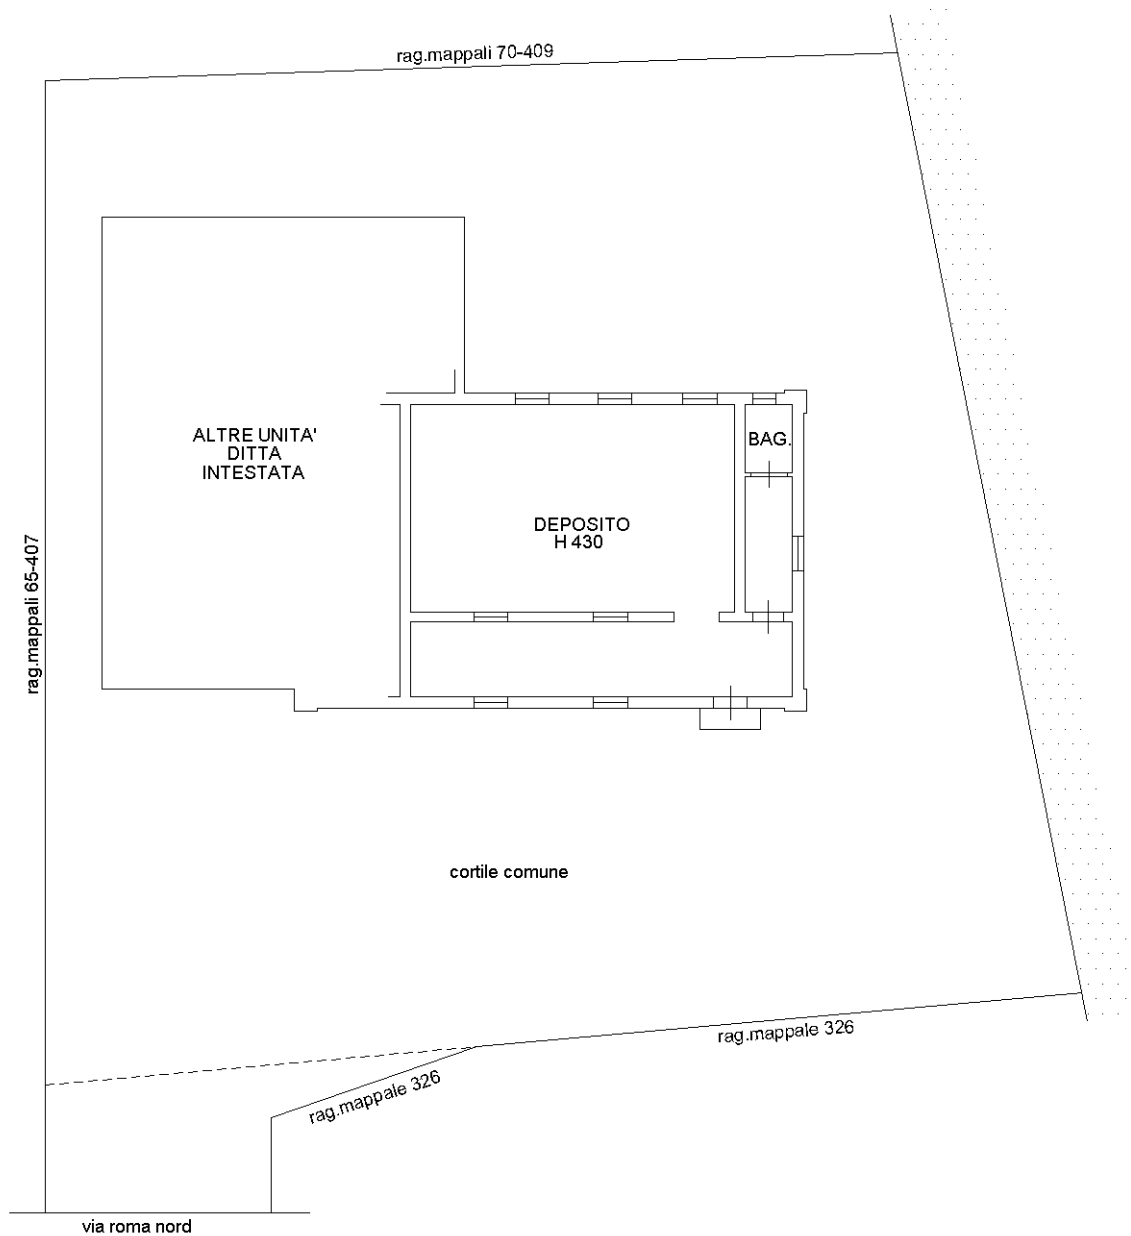 rag.mappali 70-409
ALTRE UNITA'
DITTA
INTESTATA
BAG.
DEPOSITO
H 430
rag.mappali 65-407
cortile comune
rag.mappale 326
rag.mappale 326
via roma nord